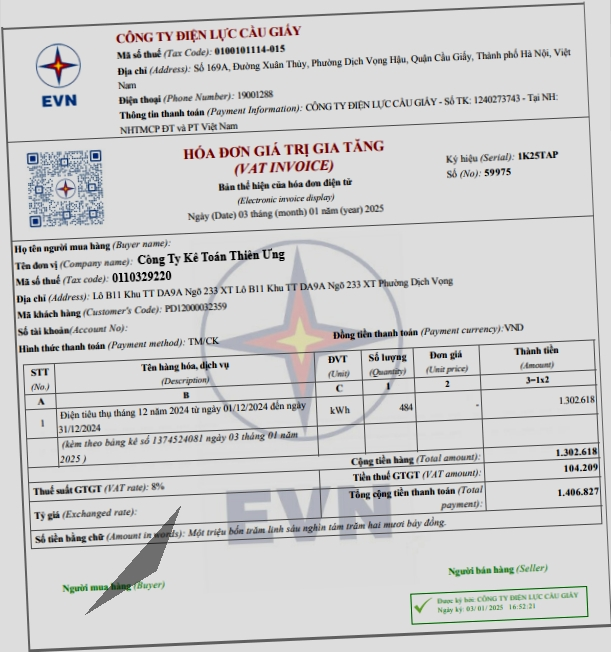 CÔNG TY ĐIỆN LỰC CẦU GIẤY
Mã số thuế (Tax Code): 0100101114-015
Địa chỉ (Address): Số 169A, Đường Xuân Thủy, Phường Dịch Vọng Hậu, Quận Cầu Giấy, Thành phố Hà Nội, Việt
Nam
Điện thoại (Phone Number): 19001288
Thông tin thanh toán (Payment Information): CÔNG TY ĐIỆN LỰC CẦU GIẤY - Số TK: 1240273743 - Tại NH:
NHTMCP ĐT và PT Việt Nam
EVN
HÓA ĐƠN GIÁ TRỊ GIA TĂNG
(VAT INVOICE)
Bản thể hiện của hóa đơn điện tử
(Electronic invoice display)
Ngày (Date) 03 tháng (month) 01 năm (year) 2025
Ký hiệu (Serial): 1K25TAP
Số (No): 59975
Họ tên người mua hàng (Buyer name):
Tên đơn vị (Company name): Công Ty Kế Toán Thiên Ưng
Mã số thuế (Tax code): 0110329220
Địa chỉ (Address): Lô B11 Khu TT DA9A Ngõ 233 XT Lô B11 Khu TT DA9A Ngõ 233 XT Phường Dịch Vọng
Mã khách hàng (Customer's Code): PD12000032359
Số tài khoản(Account No):
Hình thức thanh toán (Payment method): TM/CK
Đồng tiền thanh toán (Payment currency):VND
STT Tên hàng hóa, dịch vụ ĐVT Số lượng Đơn giá Thành tiền
(No.) (Description) (Unit) (Quantity) (Unit price) (Amount)
A B C 1 2 3=1x2
1 Điện tiêu thụ tháng 12 năm 2024 từ ngày 01/12/2024 đến ngày kWh 484 - 1.302.618
31/12/2024
(kèm theo bảng kê số 1374524081 ngày 03 tháng 01 năm
2025 )
Cộng tiền hàng (Total amount): 1.302.618
Thuế suất GTGT (VAT rate): 8% Tiền thuế GTGT (VAT amount): 104.209
Tỷ giá (Exchanged rate): Tổng cộng tiền thanh toán (Total 1.406.827
payment):
Số tiền bằng chữ (Amount in words): Một triệu bốn trăm linh sáu nghìn tám trăm hai mươi bảy đồng.
EVN
Người mua hàng (Buyer)
Người bán hàng (Seller)
Được ký bởi: CÔNG TY ĐIỆN LỰC CẦU GIẤY
Ngày ký: 03/01/2025 16:52:21